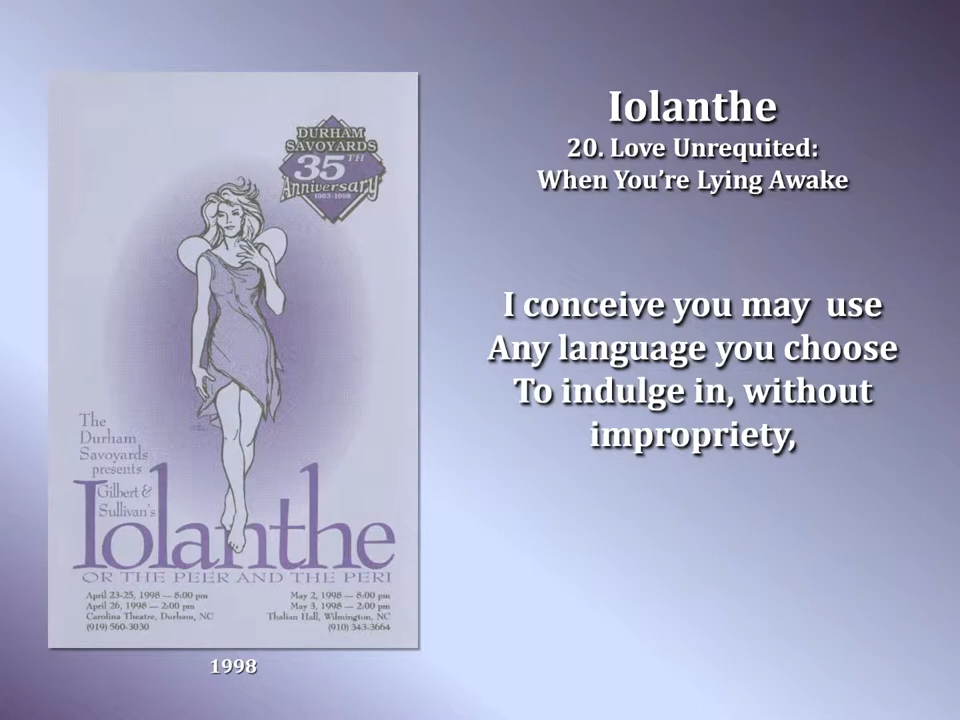 DURHAM
SAVOYARDS
35TH
Anniversary
1963-1998
The
Durham
Savoyards
presents
Gilbert &
Sullivan's
Iolanthe
OR THE PEER AND THE PERI
April 23-25, 1998 — 8:00 pm
April 26, 1998 — 2:00 pm
Carolina Theatre, Durham, NC
(919) 560-3030
May 2, 1998 — 8:00 pm
May 3, 1998 — 2:00 pm
Thalian Hall, Wilmington, NC
(910) 343-3664
1998
Iolanthe
20. Love Unrequited:
When You’re Lying Awake
I conceive you may  use
Any language you choose
To indulge in, without
impropriety,